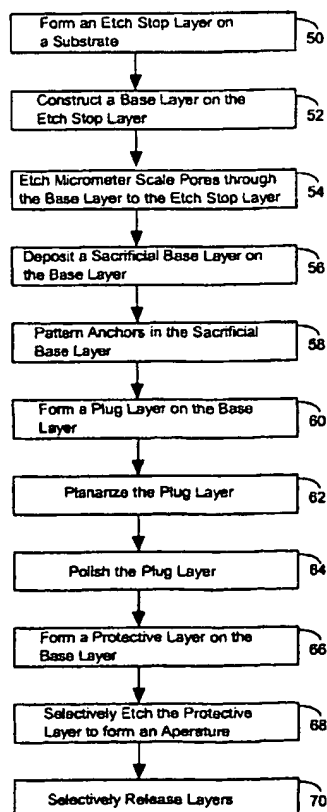 Form an Etch Stop Layer on
a Substrate
50
Construct a Base Layer on the
Etch Stop Layer
52
Etch Micrometer Scale Pores through
the Base Layer to the Etch Stop Layer
54
Deposit a Sacrificial Base Layer on
the Base Layer
56
Pattern Anchors in the Sacrificial
Base Layer
58
Form a Plug Layer on the Base
Layer
60
Planarize the Plug Layer
62
Polish the Plug Layer
64
Form a Protective Layer on the
Base Layer
66
Selectively Etch the Protective
Layer to form an Aperature
68
Selectively Release Layers
70